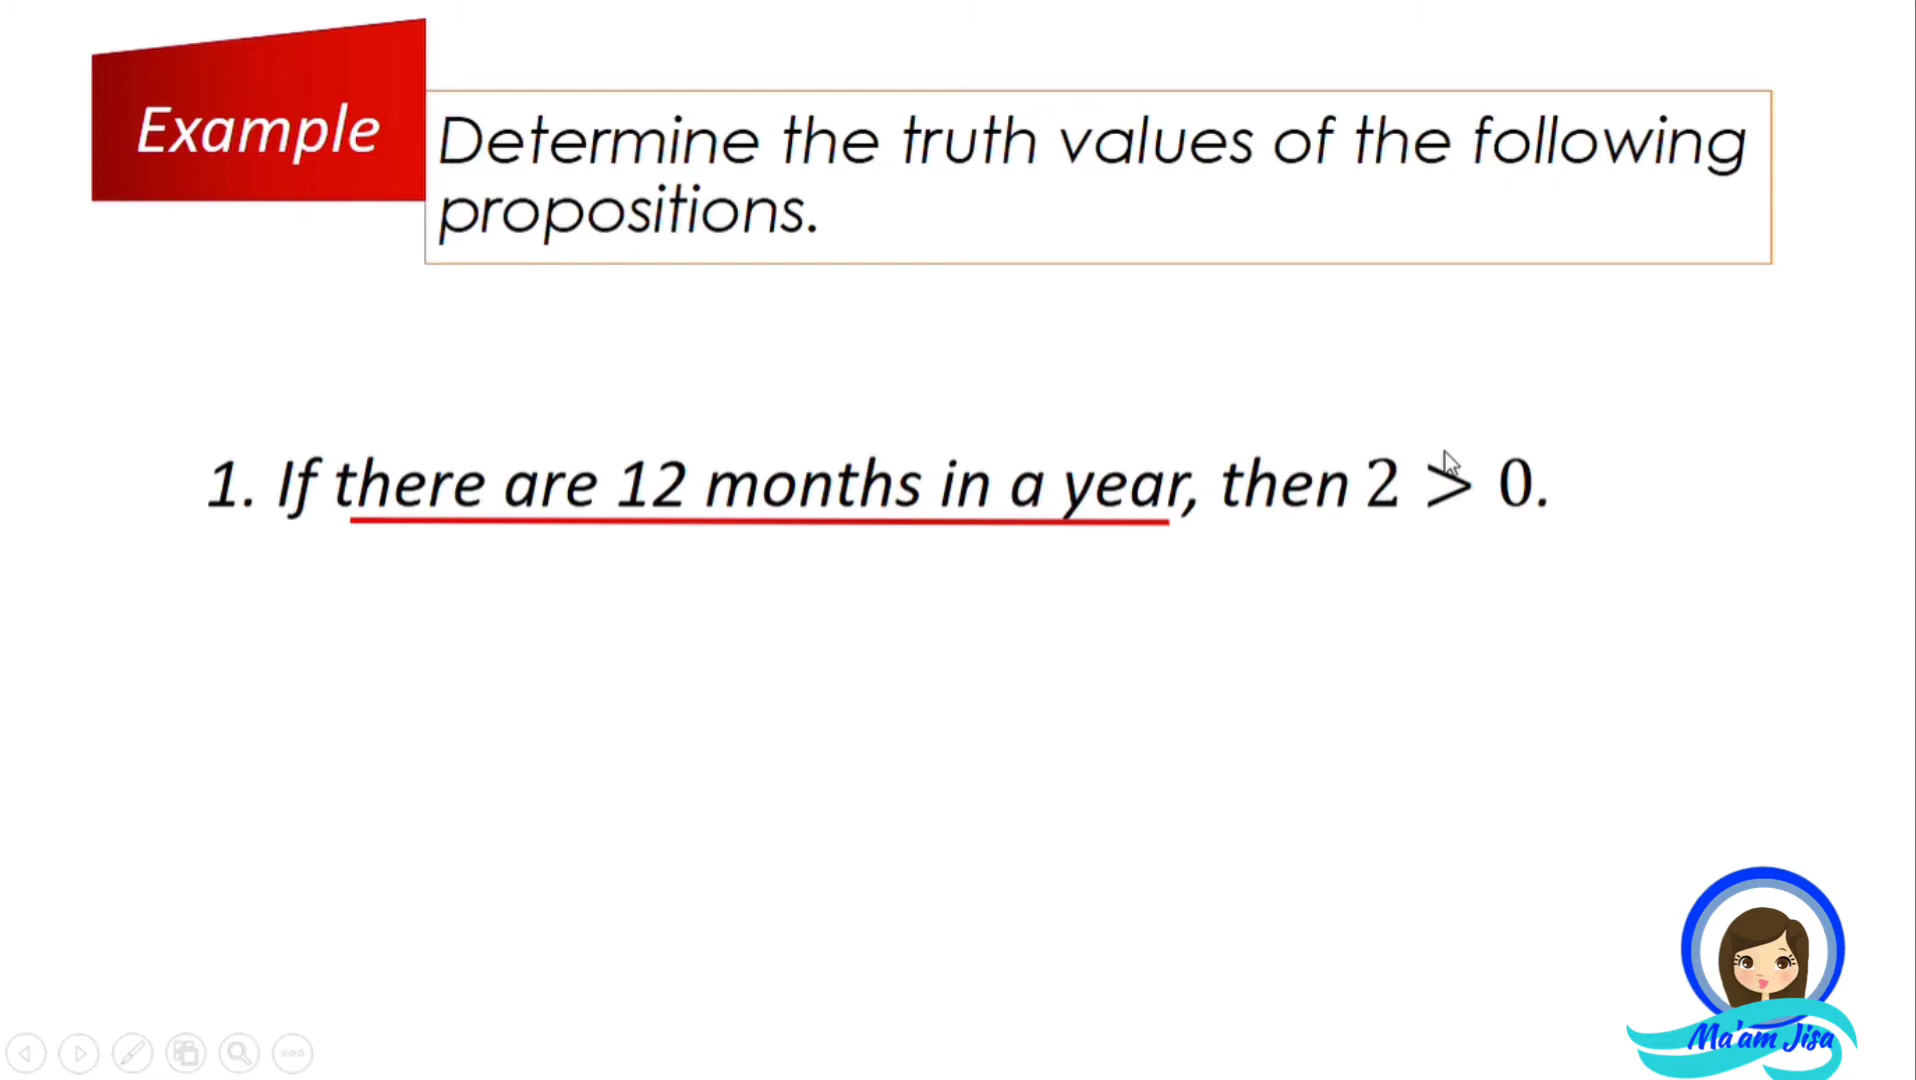 Example
Determine the truth values of the following
propositions.
1. If there are 12 months in a year, then 2 > 0.
Ma'am Jisa